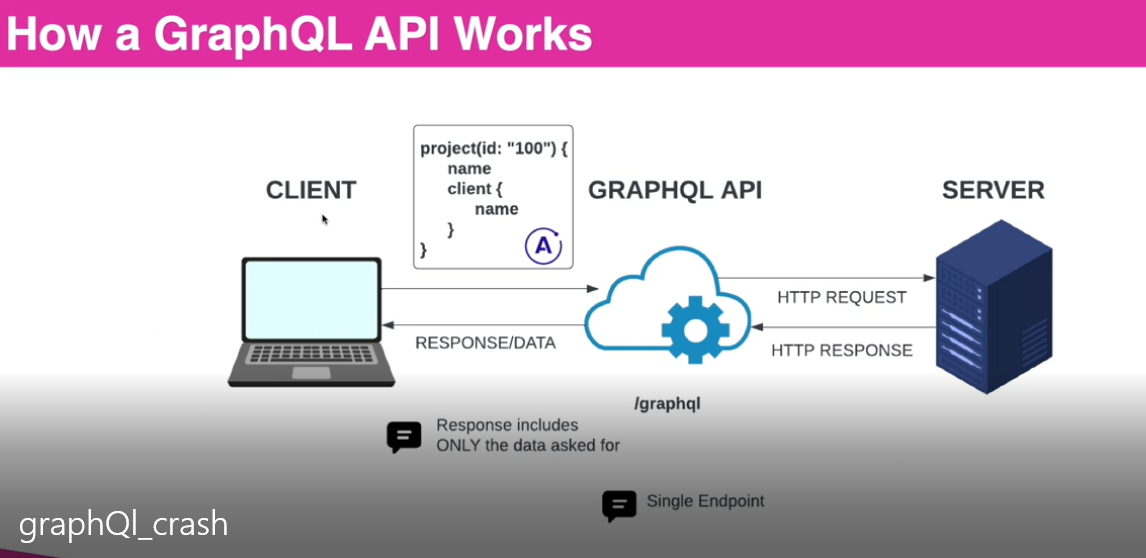 How a GraphQL API Works
project(id: "100") {
name
client {
name
}
}
A
CLIENT
GRAPHQL API
SERVER
HTTP REQUEST
RESPONSE/DATA
HTTP RESPONSE
/graphql
Response includes
ONLY the data asked for
Single Endpoint
graphQl_crash